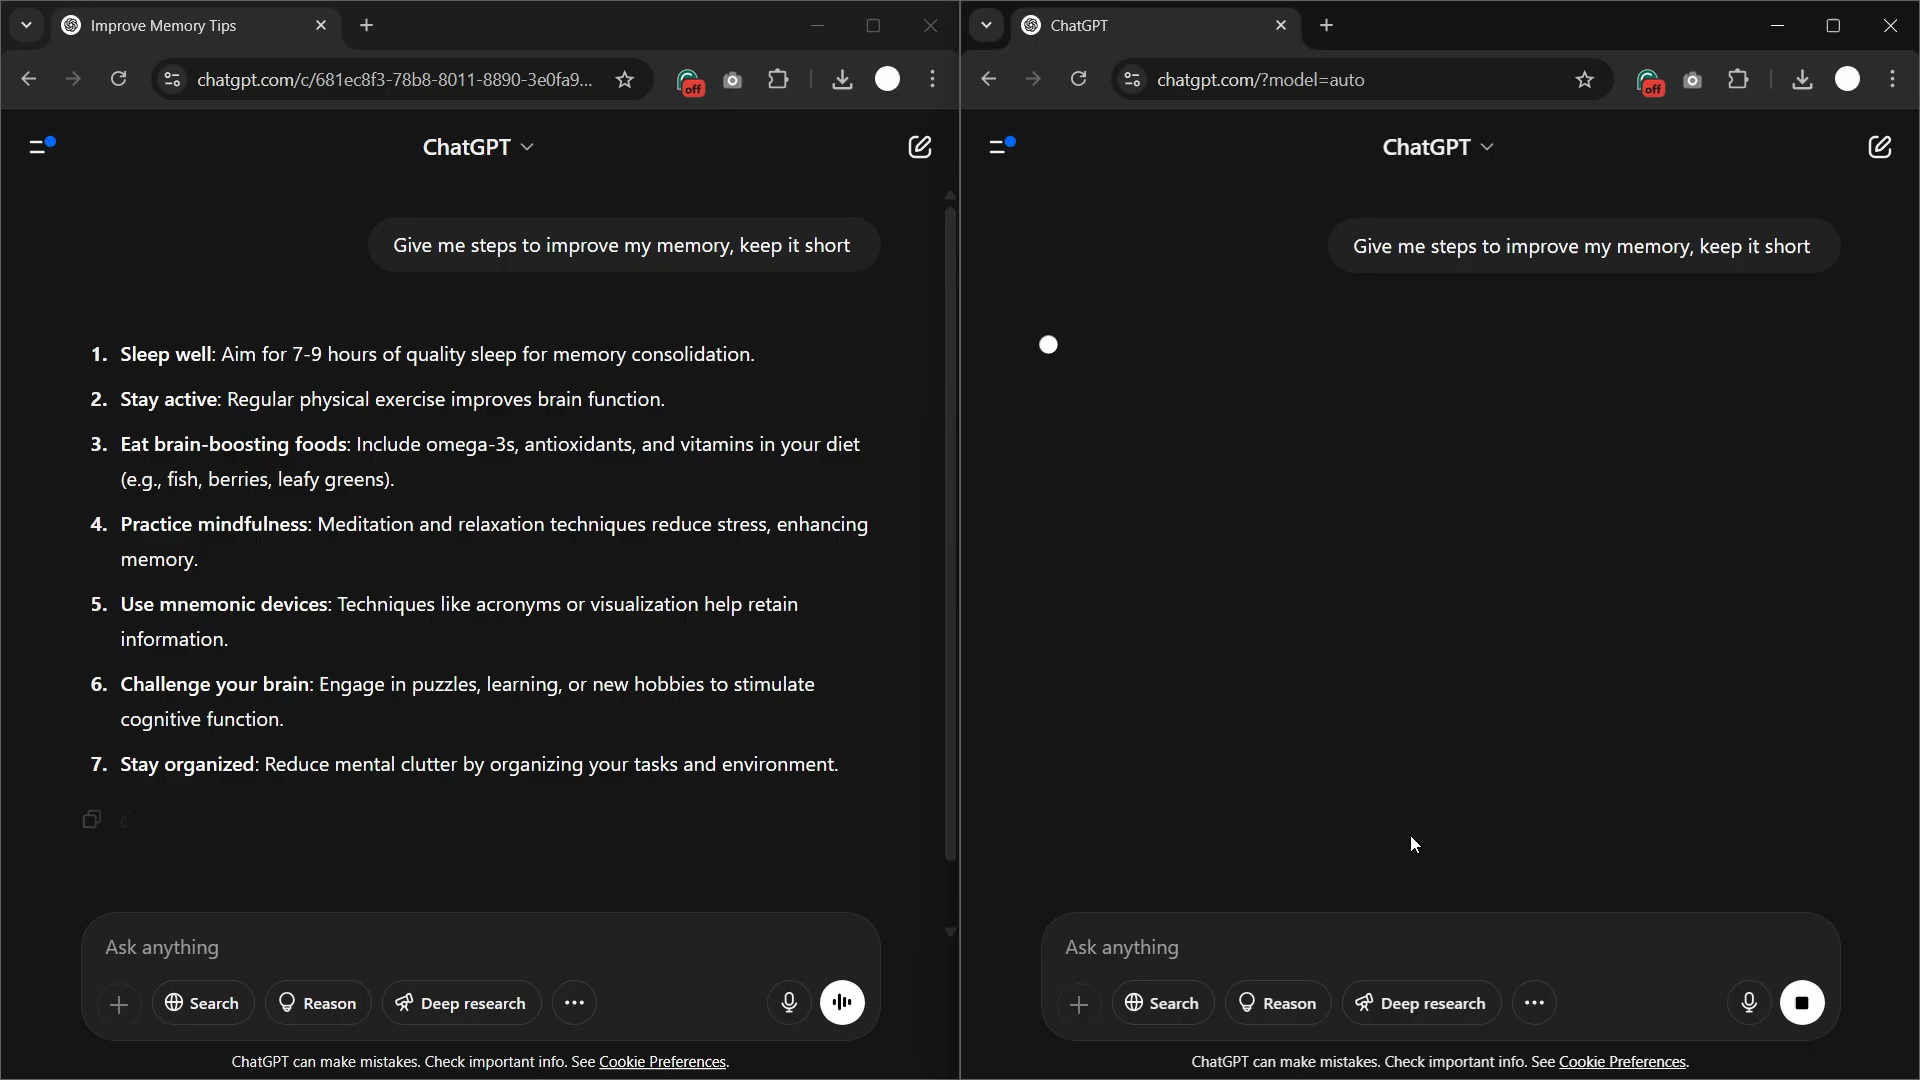 Improve Memory Tips
chatgpt.com/c/681ec8f3-78b8-8011-8890-3e0fa9...
off
ChatGPT
Give me steps to improve my memory, keep it short
1. Sleep well: Aim for 7-9 hours of quality sleep for memory consolidation.
2. Stay active: Regular physical exercise improves brain function.
3. Eat brain-boosting foods: Include omega-3s, antioxidants, and vitamins in your diet
(e.g., fish, berries, leafy greens).
4. Practice mindfulness: Meditation and relaxation techniques reduce stress, enhancing
memory.
5. Use mnemonic devices: Techniques like acronyms or visualization help retain
information.
6. Challenge your brain: Engage in puzzles, learning, or new hobbies to stimulate
cognitive function.
7. Stay organized: Reduce mental clutter by organizing your tasks and environment.
Ask anything
Search Reason Deep research
ChatGPT can make mistakes. Check important info. See Cookie Preferences.
ChatGPT
chatgpt.com/?model=auto
off
ChatGPT
Give me steps to improve my memory, keep it short
Ask anything
Search Reason Deep research
ChatGPT can make mistakes. Check important info. See Cookie Preferences.